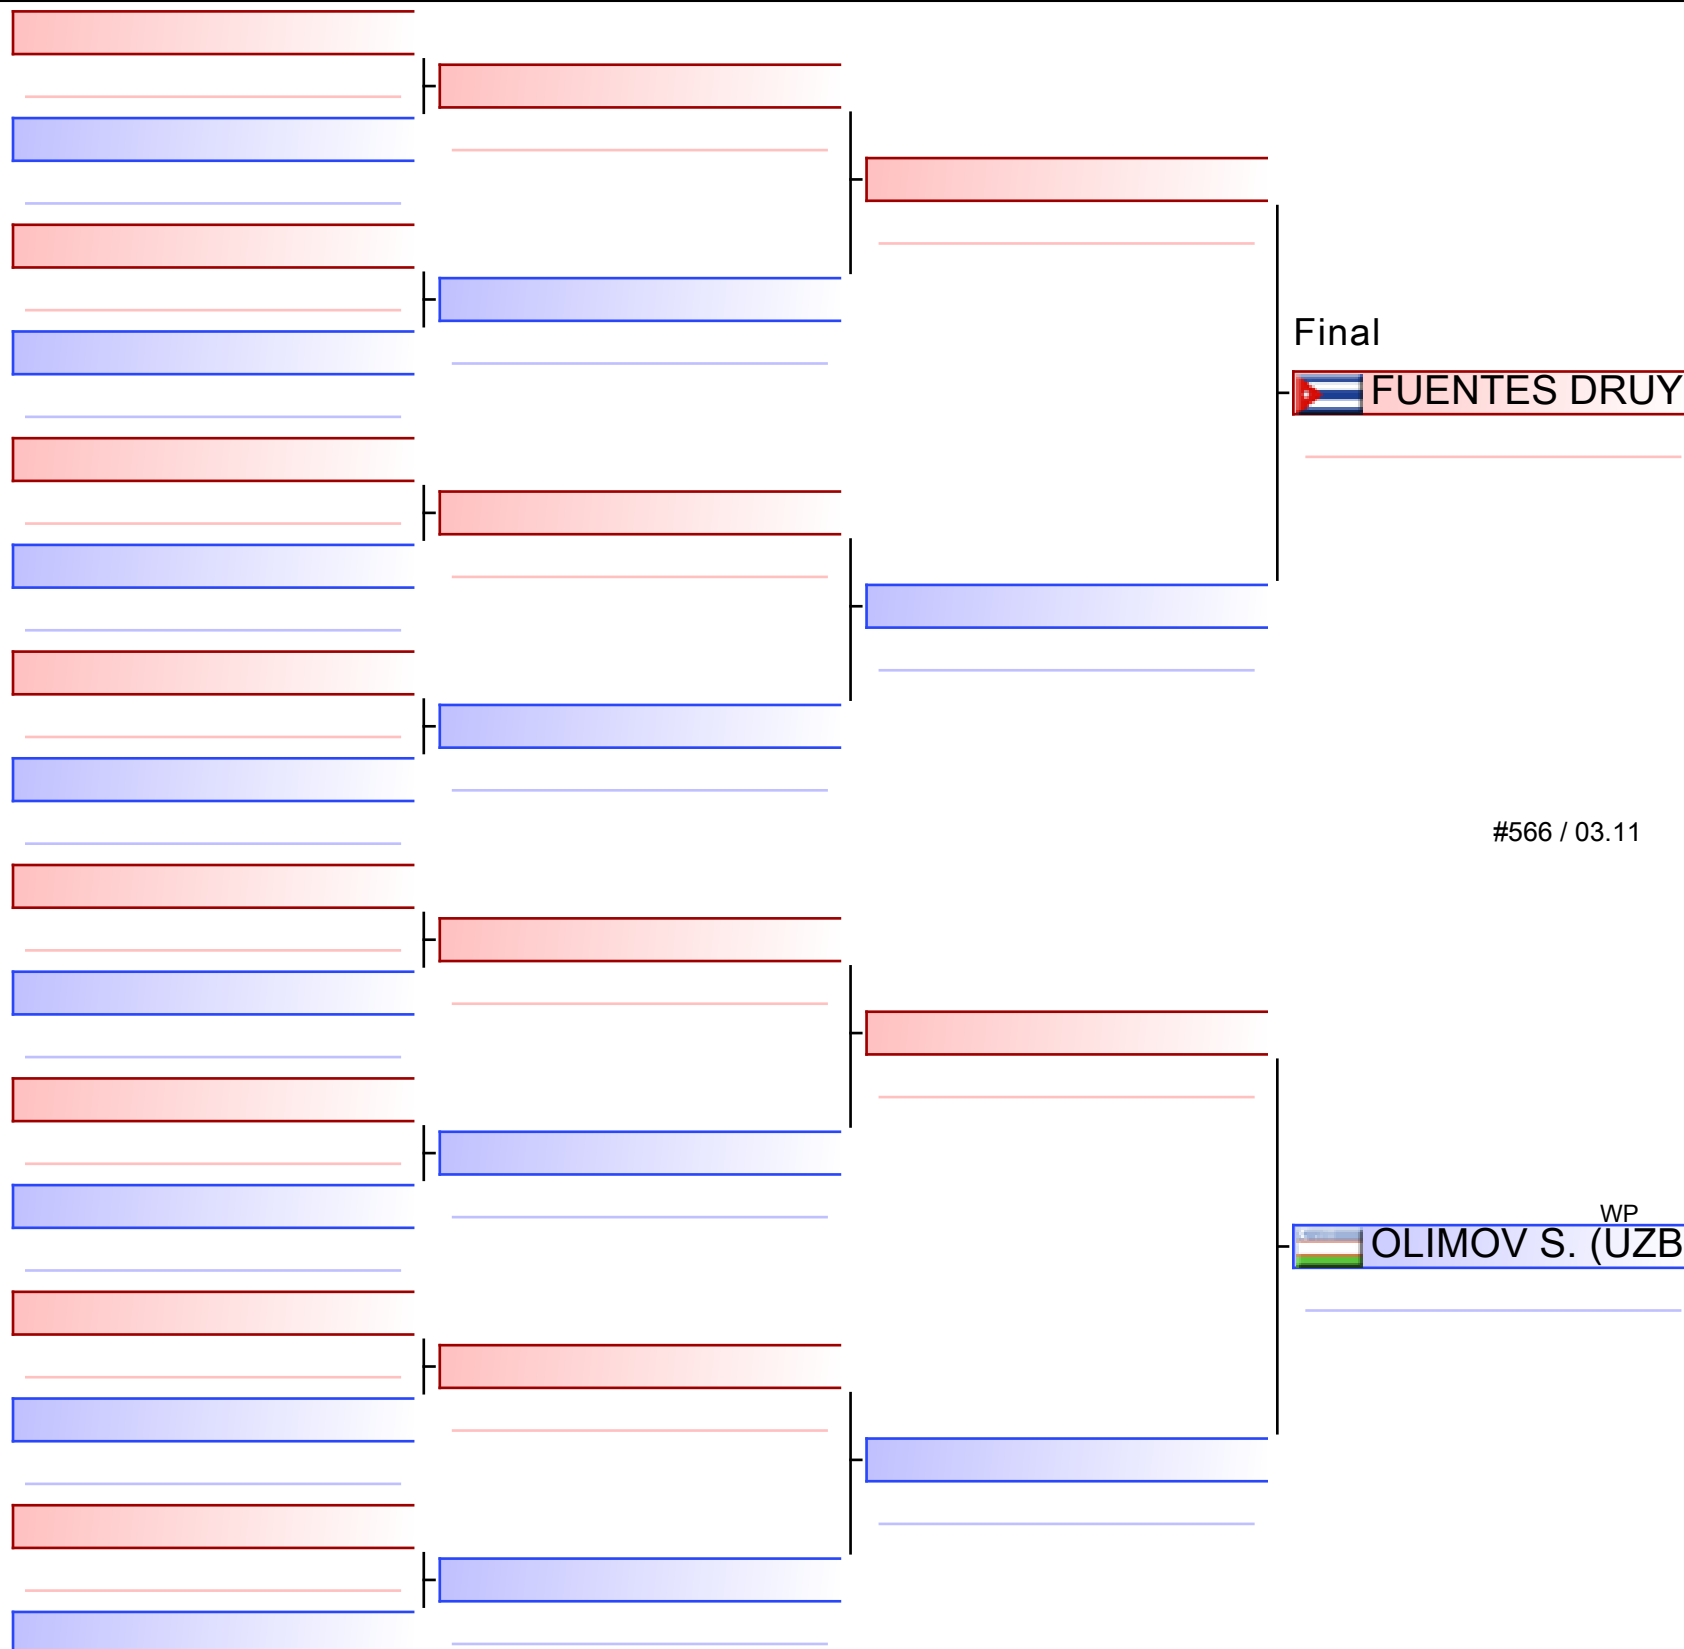 Final
FUENTES DRUY
#566 / 03.11
WP
OLIMOV S. (UZB